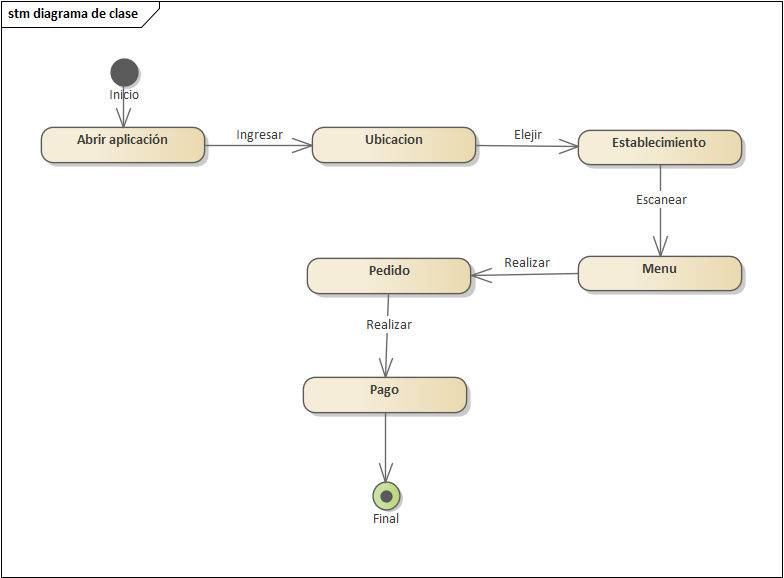 stm diagrama de clase
Inicio
Abrir aplicación
Ingresar
Ubicacion
Elejir
Establecimiento
Escanear
Menu
Realizar
Pedido
Realizar
Pago
Final